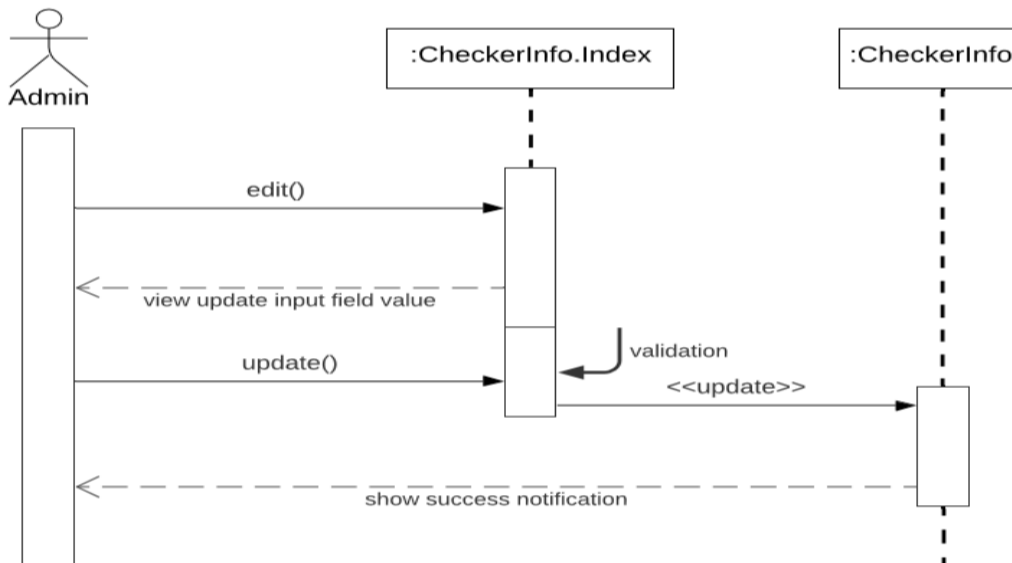 :CheckerInfo.Index
:CheckerInfo
Admin
edit()
view update input field value
validation
update()
<<update>>
show success notification